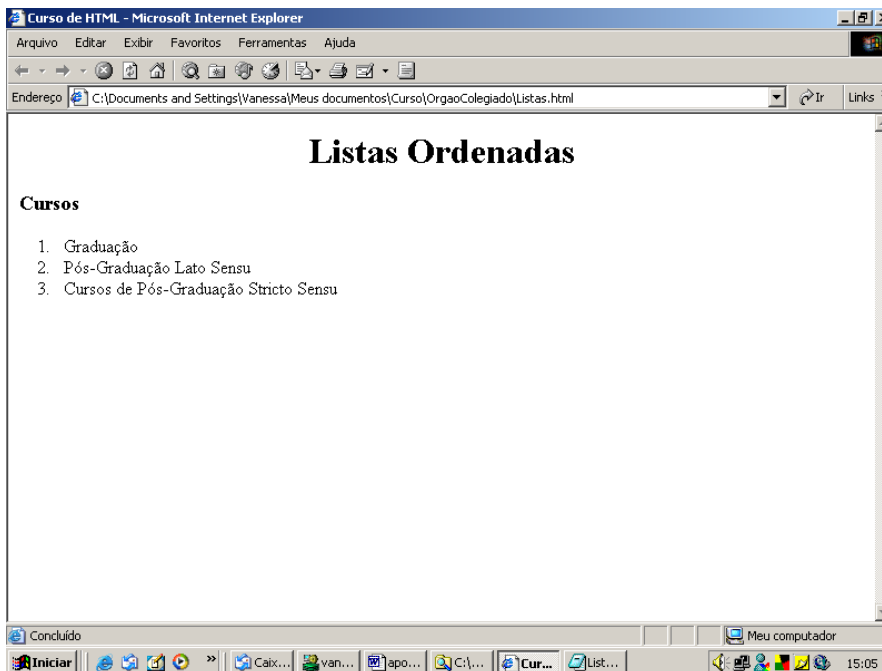 Curso de HTML - Microsoft Internet Explorer
Arquivo Editar Exibir Favoritos Ferramentas Ajuda
Endereço C:\Documents and Settings\Vanessa\Meus documentos\Curso\OrgaoColegiado\Listas.html Ir Links
Listas Ordenadas
Cursos
1. Graduação
2. Pós-Graduação Lato Sensu
3. Cursos de Pós-Graduação Stricto Sensu
Concluído Meu computador
Iniciar » Caix... van... apo... C:\... Cur... List... 15:05